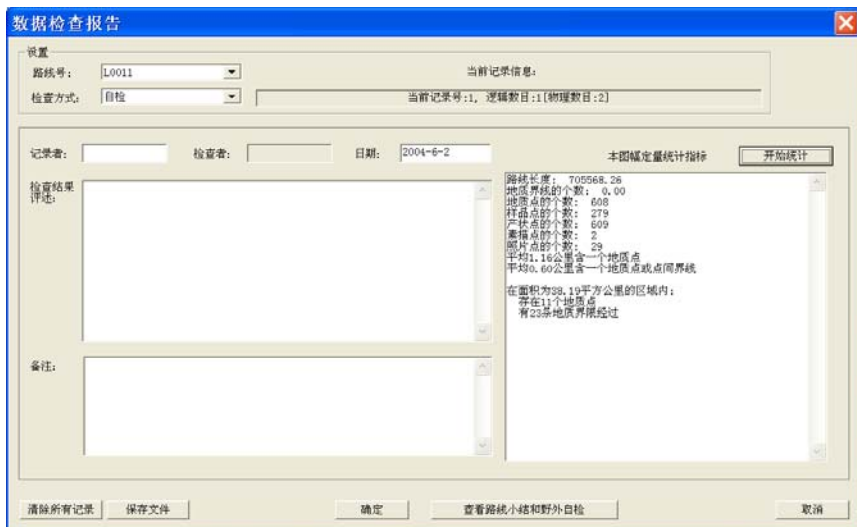 数据检查报告
设置
路线号: L0011 当前记录信息:
检查方式: 自检 当前记录号:1, 逻辑数目:1[物理数目:2]
记录者: 检查者: 日期: 2004-6-2 本图幅定量统计指标 开始统计
检查结果
评述:
路线长度: 705568.26
地质界线的个数: 0.00
地质点的个数: 608
样品点的个数: 279
产状点的个数: 609
素描点的个数: 2
照片点的个数: 29
平均1.16公里含一个地质点
平均0.60公里含一个地质点或点间界线
在面积为38.19平方公里的区域内:
存在11个地质点
有23条地质界限经过
备注:
清除所有记录 保存文件 确定 查看路线小结和野外自检 取消